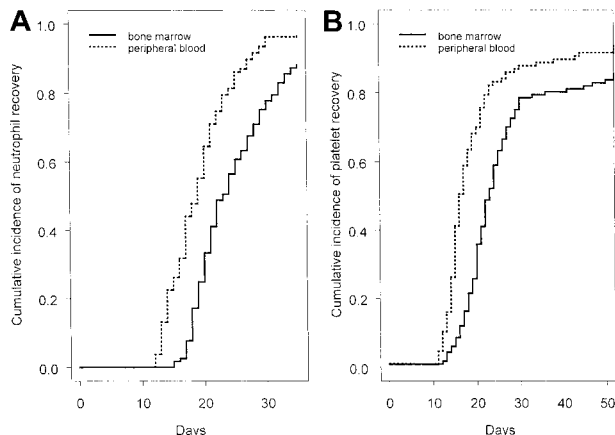 A
bone marrow
peripheral blood
Cumulative incidence of neutrophil recovery
1.0
0.8
0.6
0.4
0.2
0.0
0
10
20
30
Days
B
bone marrow
peripheral blood
Cumulative incidence of platelet recovery
1.0
0.8
0.6
0.4
0.2
0.0
0
10
20
30
40
50
Days